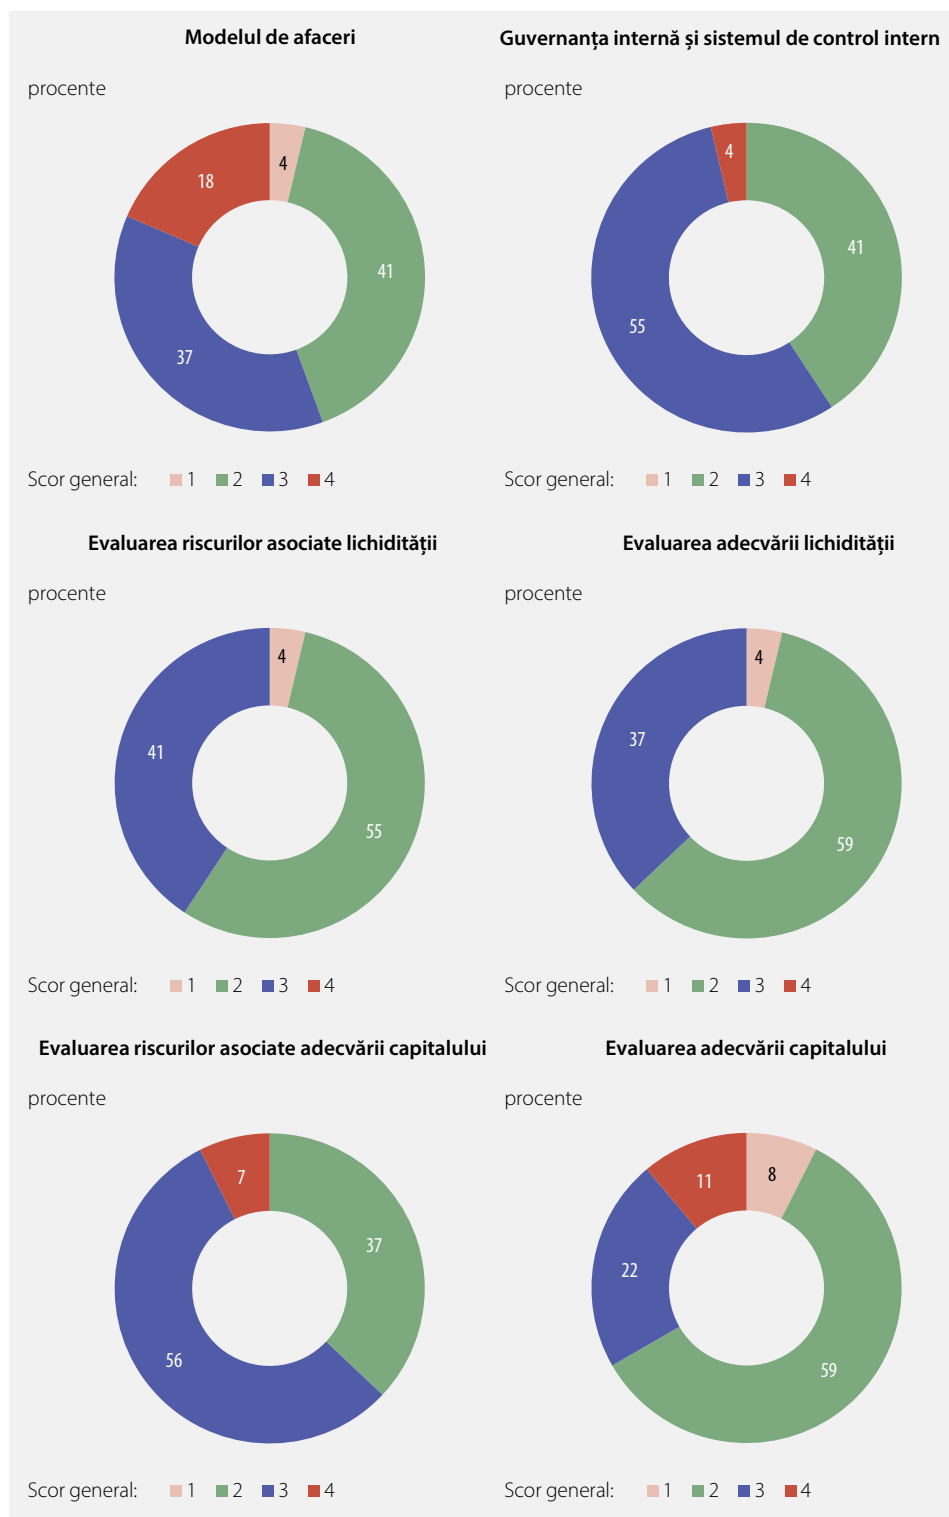 Modelul de afaceri
procente
4
18
41
37
Scor general: 1 2 3 4
Guvernanța internă și sistemul de control intern
procente
4
41
55
Scor general: 1 2 3 4
Evaluarea riscurilor asociate lichidității
procente
4
41
55
Scor general: 1 2 3 4
Evaluarea adecvării lichidității
procente
4
37
59
Scor general: 1 2 3 4
Evaluarea riscurilor asociate adecvării capitalului
procente
7
37
56
Scor general: 1 2 3 4
Evaluarea adecvării capitalului
procente
8
11
22
59
Scor general: 1 2 3 4